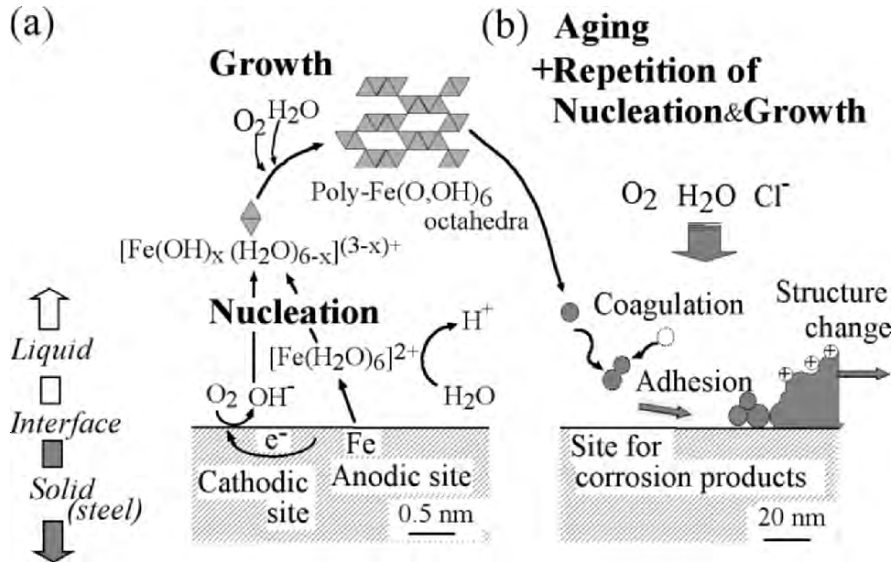 (a)
Growth
O2 H2O
Poly-Fe(O,OH)6
octahedra
[Fe(OH)x (H2O)6-x](3-x)+
Nucleation
[Fe(H2O)6]2+
H+
H2O
O2 OH-
e-
Fe
Cathodic
site
Anodic site
0.5 nm
Liquid
Interface
Solid
(steel)
(b) Aging
+Repetition of
Nucleation&Growth
O2 H2O Cl-
Coagulation
Structure
change
Adhesion
+ + +
Site for
corrosion products
20 nm